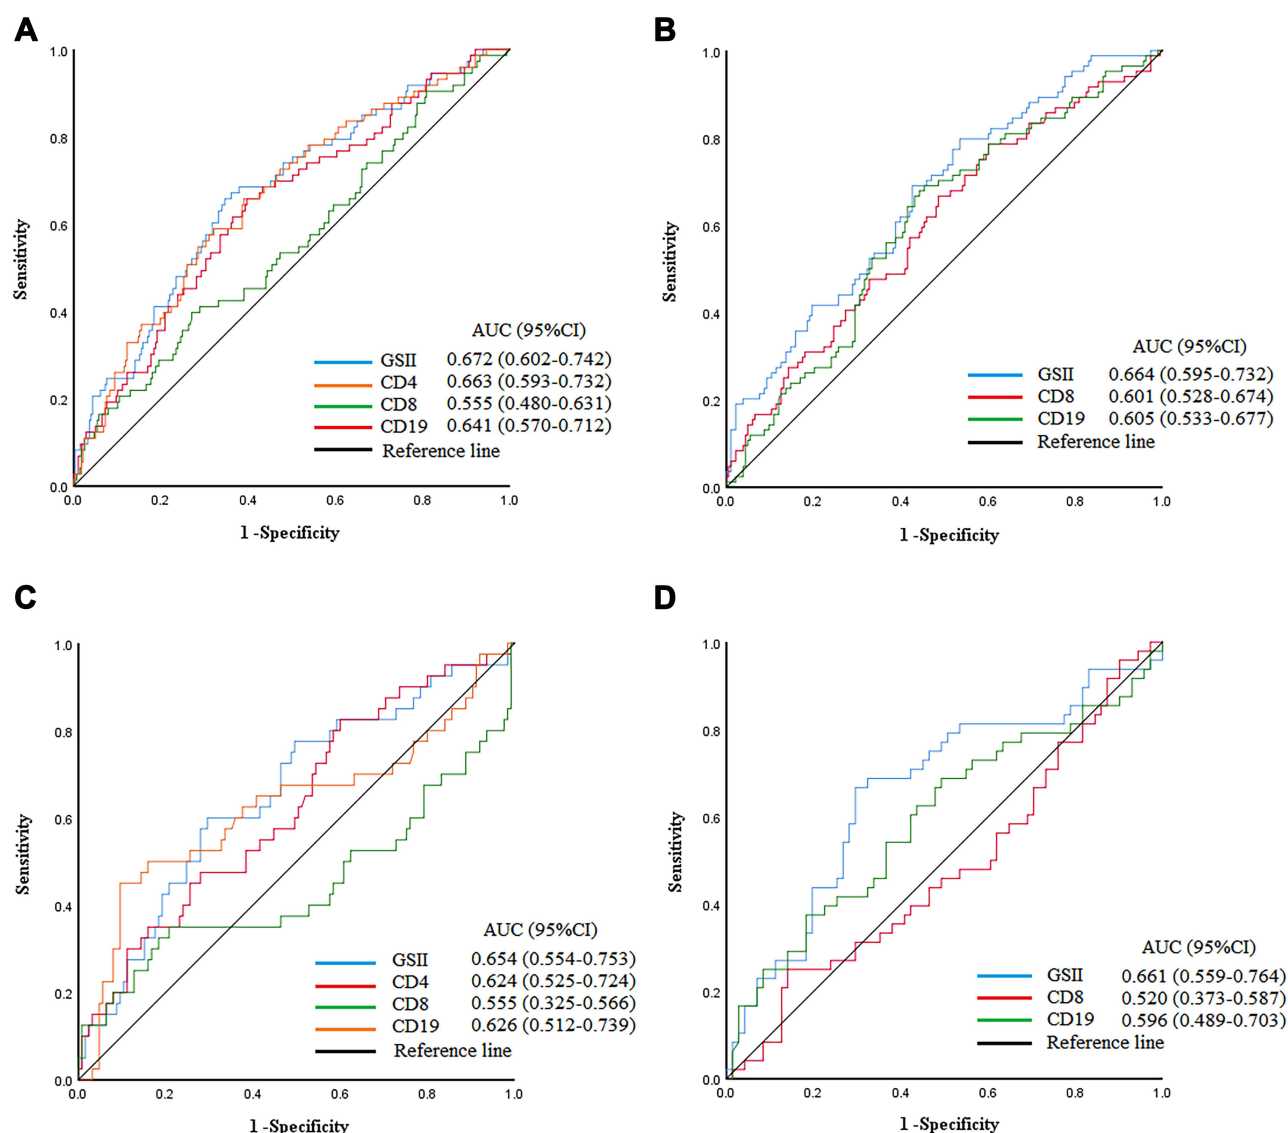 A
1.0
0.8
0.6
0.4
0.2
0.0
Sensitivity
0.0 0.2 0.4 0.6 0.8 1.0
1 -Specificity
AUC (95%CI)
GSII 0.672 (0.602-0.742)
CD4 0.663 (0.593-0.732)
CD8 0.555 (0.480-0.631)
CD19 0.641 (0.570-0.712)
Reference line
B
1.0
0.8
0.6
0.4
0.2
0.0
Sensitivity
0.0 0.2 0.4 0.6 0.8 1.0
1 -Specificity
AUC (95%CI)
GSII 0.664 (0.595-0.732)
CD8 0.601 (0.528-0.674)
CD19 0.605 (0.533-0.677)
Reference line
C
1.0
0.8
0.6
0.4
0.2
0.0
Sensitivity
0.0 0.2 0.4 0.6 0.8 1.0
1 -Specificity
AUC (95%CI)
GSII 0.654 (0.554-0.753)
CD4 0.624 (0.525-0.724)
CD8 0.555 (0.325-0.566)
CD19 0.626 (0.512-0.739)
Reference line
D
1.0
0.8
0.6
0.4
0.2
0.0
Sensitivity
0.0 0.2 0.4 0.6 0.8 1.0
1 -Specificity
AUC (95%CI)
GSII 0.661 (0.559-0.764)
CD8 0.520 (0.373-0.587)
CD19 0.596 (0.489-0.703)
Reference line